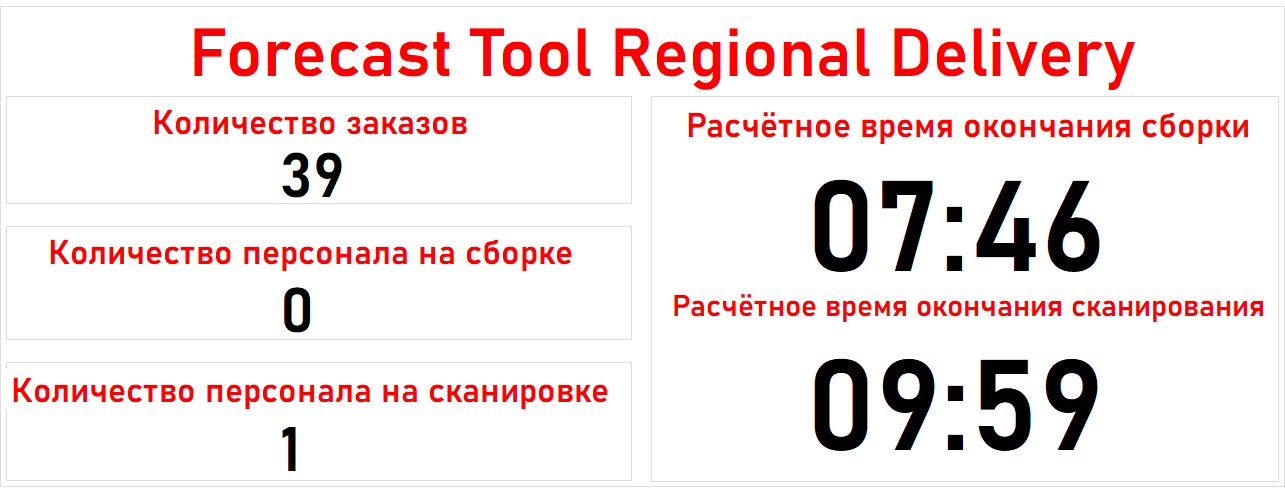 Forecast Tool Regional Delivery
Количество заказов
39
Количество персонала на сборке
0
Количество персонала на сканировке
1
Расчётное время окончания сборки
07:46
Расчётное время окончания сканирования
09:59